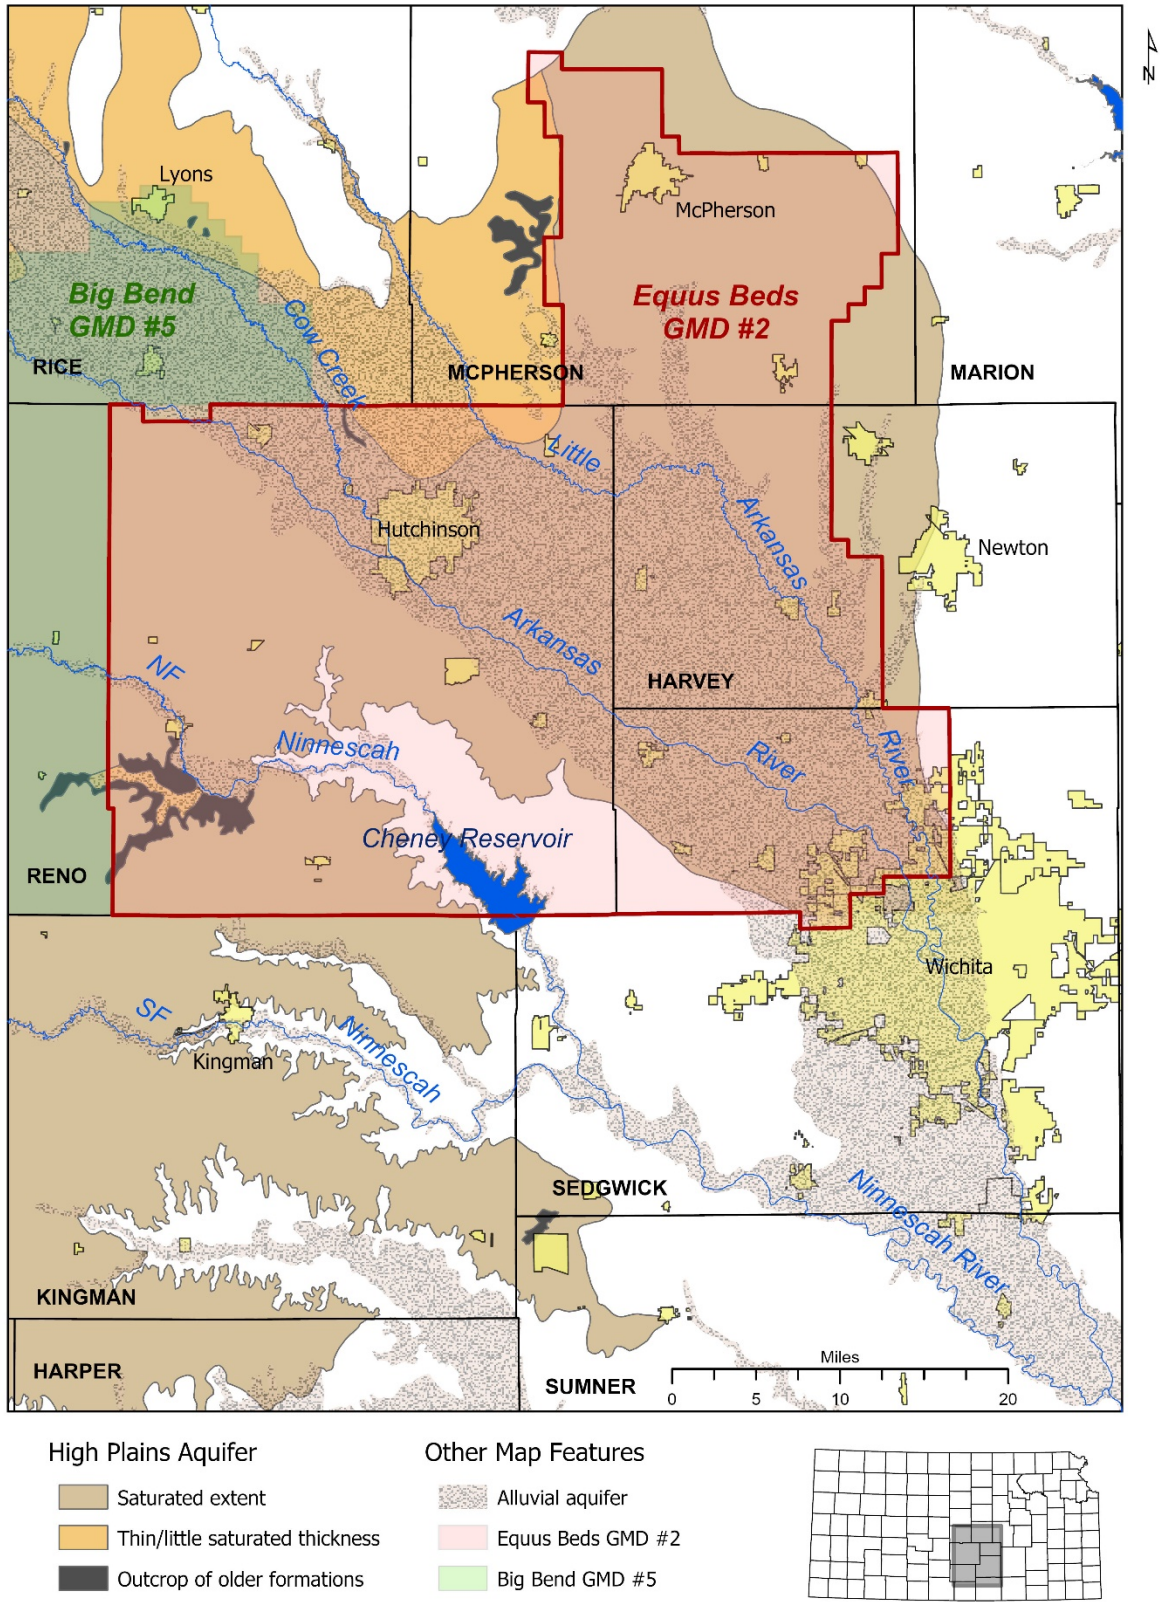 N
Lyons
McPherson
Big Bend
GMD #5
Equus Beds
GMD #2
Cow Creek
RICE
MCPHERSON
MARION
Little
Arkansas
Hutchinson
Newton
Arkansas
NF
HARVEY
Ninnescah
River
River
Cheney Reservoir
RENO
Wichita
SF
Ninnescah
Kingman
SEDGWICK
Ninnescah River
KINGMAN
HARPER
SUMNER
Miles
0 5 10 20
High Plains Aquifer
Saturated extent
Thin/little saturated thickness
Outcrop of older formations
Other Map Features
Alluvial aquifer
Equus Beds GMD #2
Big Bend GMD #5